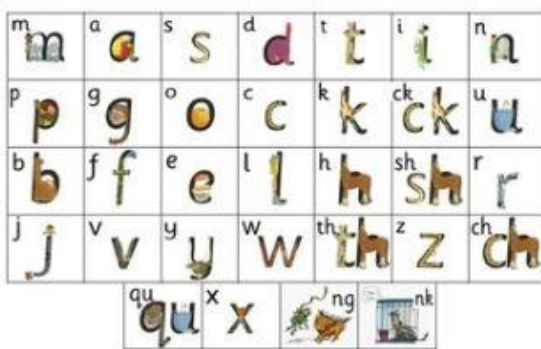 m a s d t i n
m a s d t i n
p g o c k ck u
p g o c k ck u
b f e l h sh r
b f e l h sh r
j v y w th z ch
j v y w th z ch
qu x ng nk
qu x